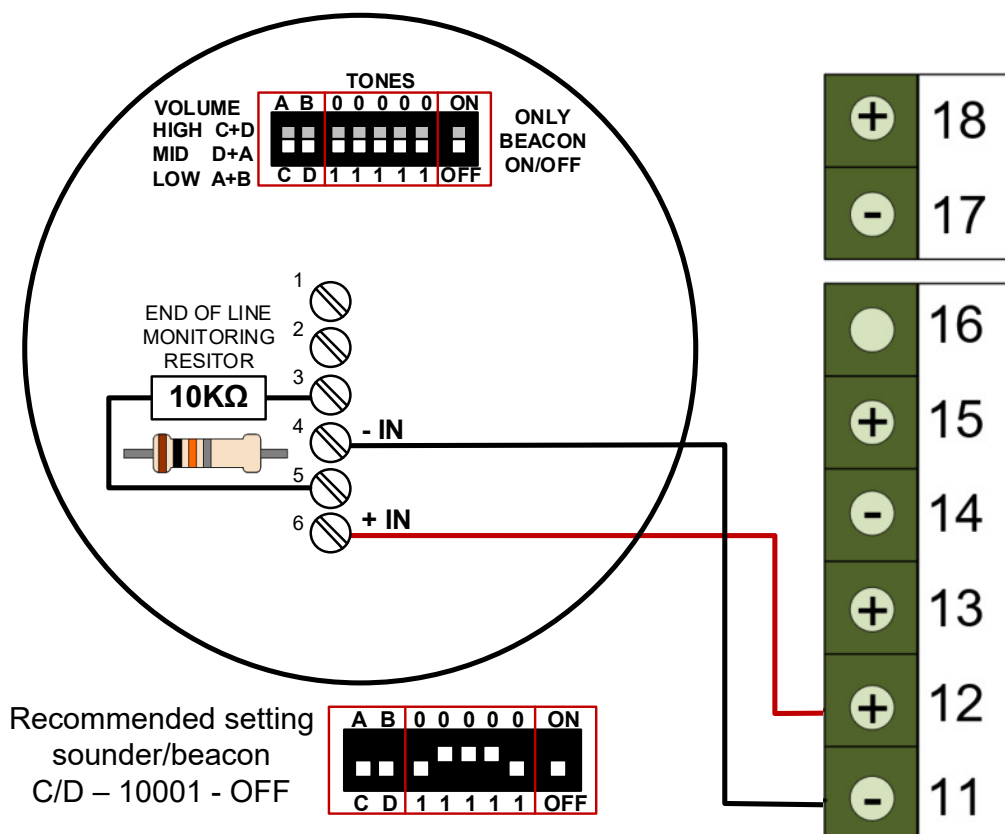 TONES
VOLUME
HIGH C+D
MID D+A
LOW A+B
A B 0 0 0 0 0 ON
C D 1 1 1 1 1 OFF
ONLY
BEACON
ON/OFF
END OF LINE
MONITORING
RESITOR
10KΩ
1
2
3
4
5
6
- IN
+ IN
+ 18
- 17
16
+ 15
- 14
+ 13
+ 12
- 11
Recommended setting
sounder/beacon
C/D – 10001 - OFF
A B 0 0 0 0 0 ON
C D 1 1 1 1 1 OFF